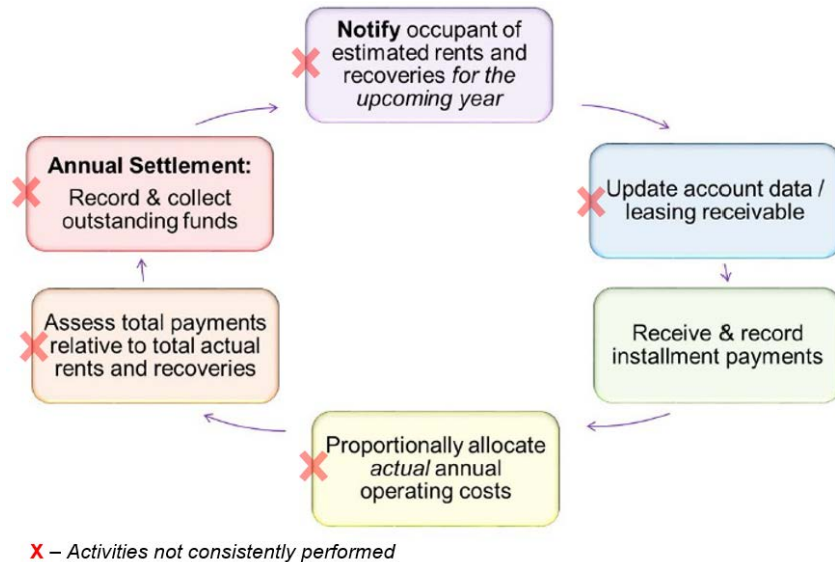 Notify occupant of
estimated rents and
recoveries for the
upcoming year
Update account data /
leasing receivable
Receive & record
installment payments
Proportionally allocate
actual annual
operating costs
Assess total payments
relative to total actual
rents and recoveries
Annual Settlement:
Record & collect
outstanding funds
X – Activities not consistently performed